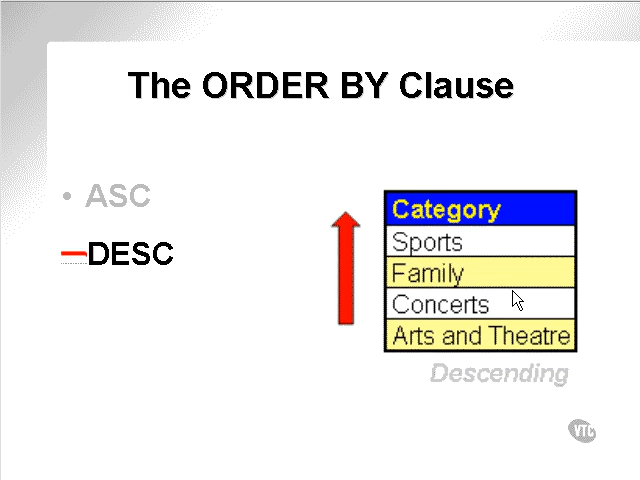 The ORDER BY Clause
• ASC
DESC
Category
Sports
Family
Concerts
Arts and Theatre
Descending
VTC